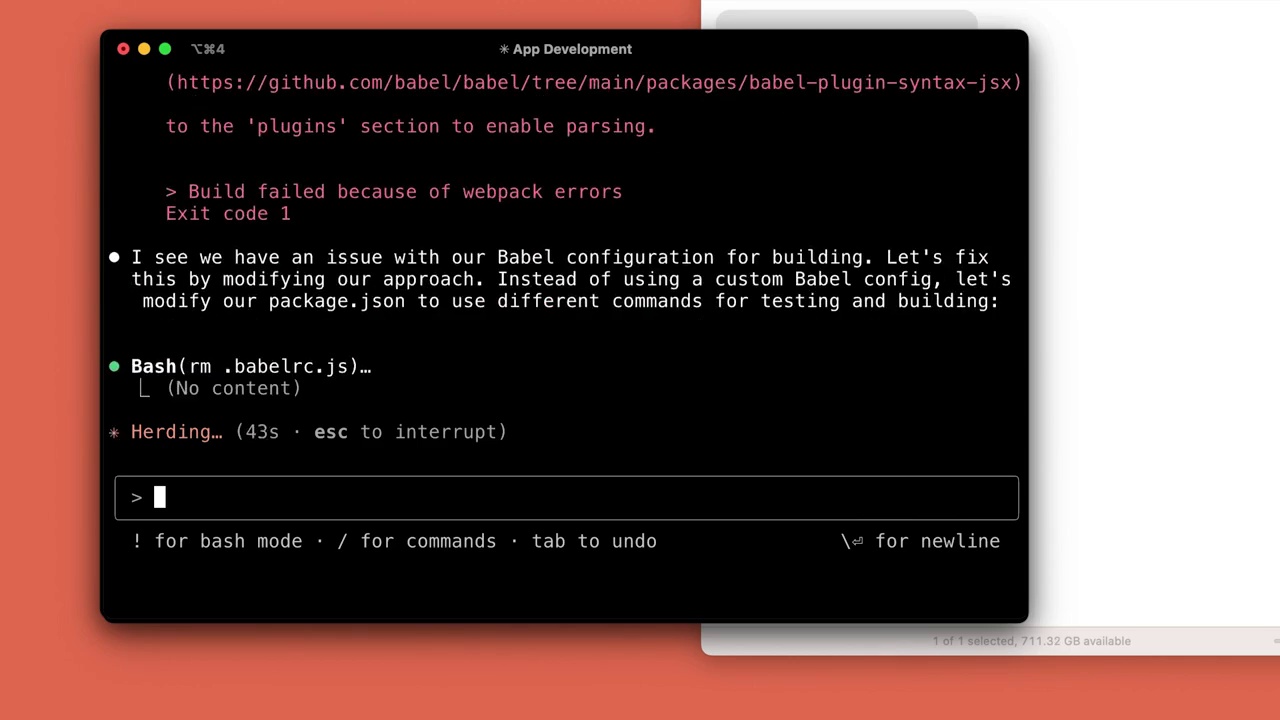 ⌥⌘4
✳ App Development
(https://github.com/babel/babel/tree/main/packages/babel-plugin-syntax-jsx)
to the 'plugins' section to enable parsing.
> Build failed because of webpack errors
Exit code 1
● I see we have an issue with our Babel configuration for building. Let's fix
this by modifying our approach. Instead of using a custom Babel config, let's
modify our package.json to use different commands for testing and building:
● Bash(rm .babelrc.js)…
⎿ (No content)
✳ Herding… (43s · esc to interrupt)
>
! for bash mode · / for commands · tab to undo
\⏎ for newline
1 of 1 selected, 711.32 GB available